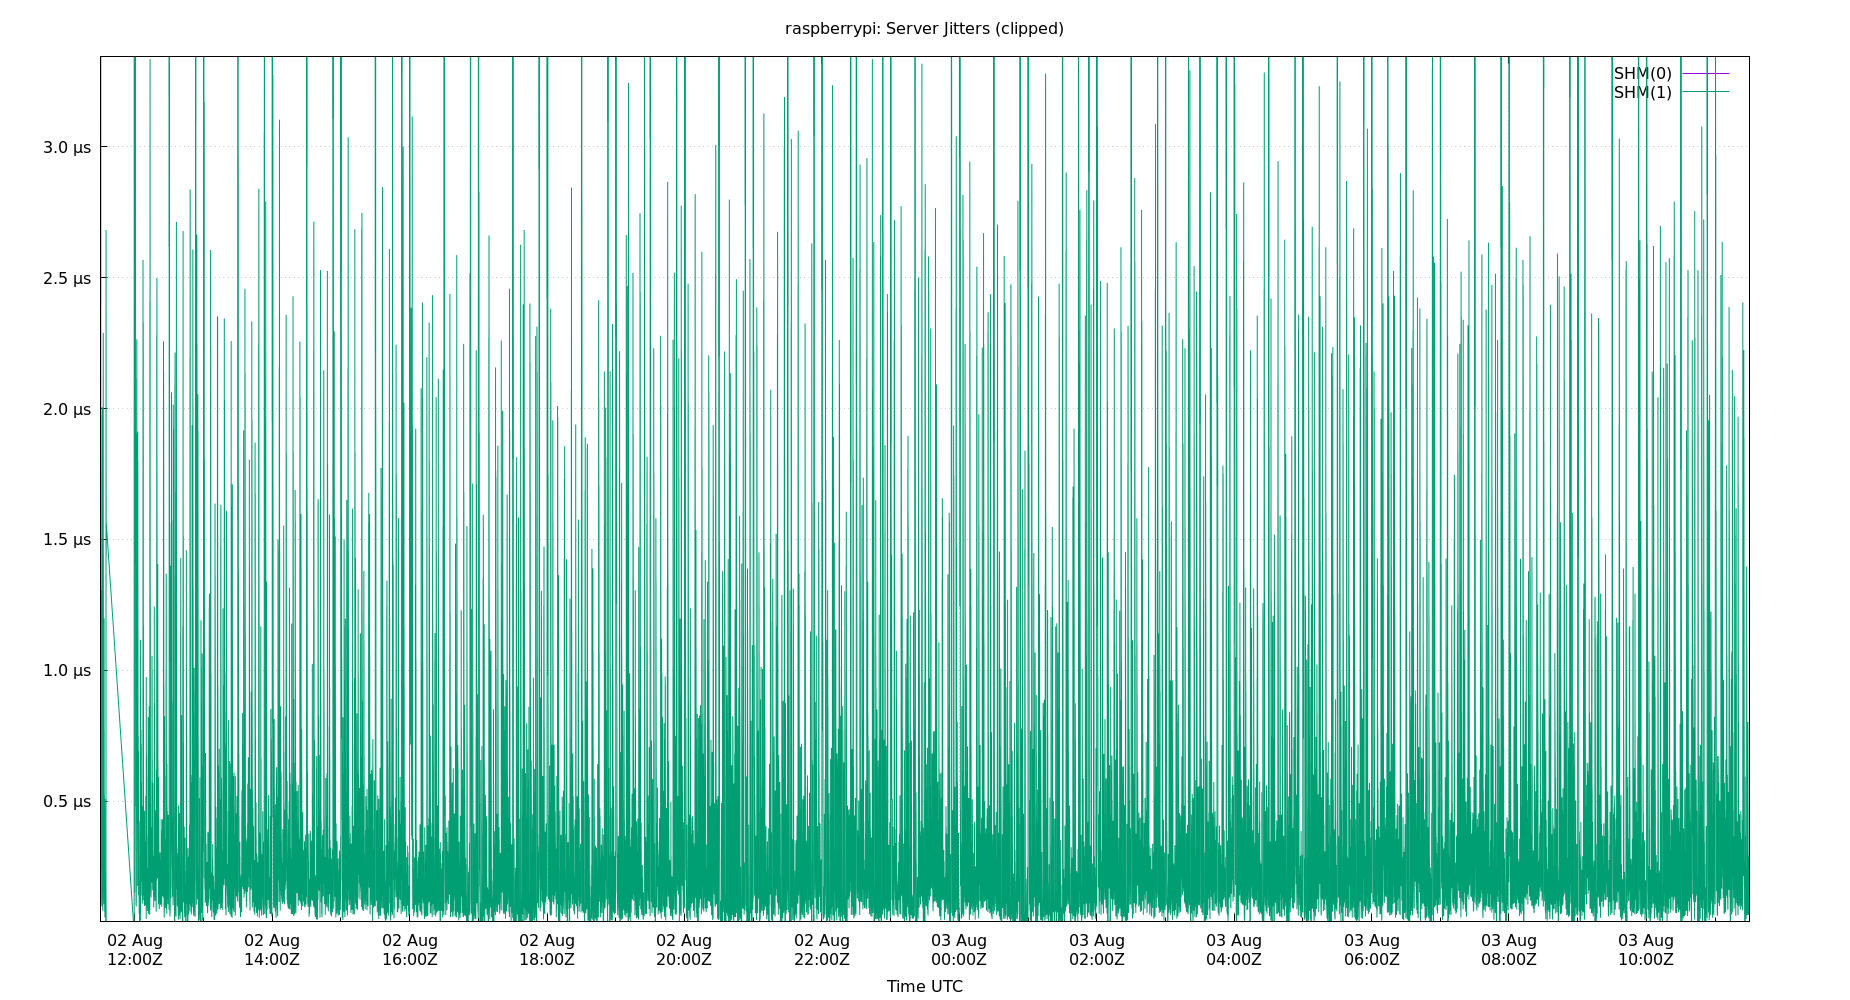 raspberrypi: Server Jitters (clipped)
SHM(0)
SHM(1)
3.0 µs
2.5 µs
2.0 µs
1.5 µs
1.0 µs
0.5 µs
02 Aug 02 Aug 02 Aug 02 Aug 02 Aug 02 Aug 03 Aug 03 Aug 03 Aug 03 Aug 03 Aug 03 Aug
12:00Z 14:00Z 16:00Z 18:00Z 20:00Z 22:00Z 00:00Z 02:00Z 04:00Z 06:00Z 08:00Z 10:00Z
Time UTC